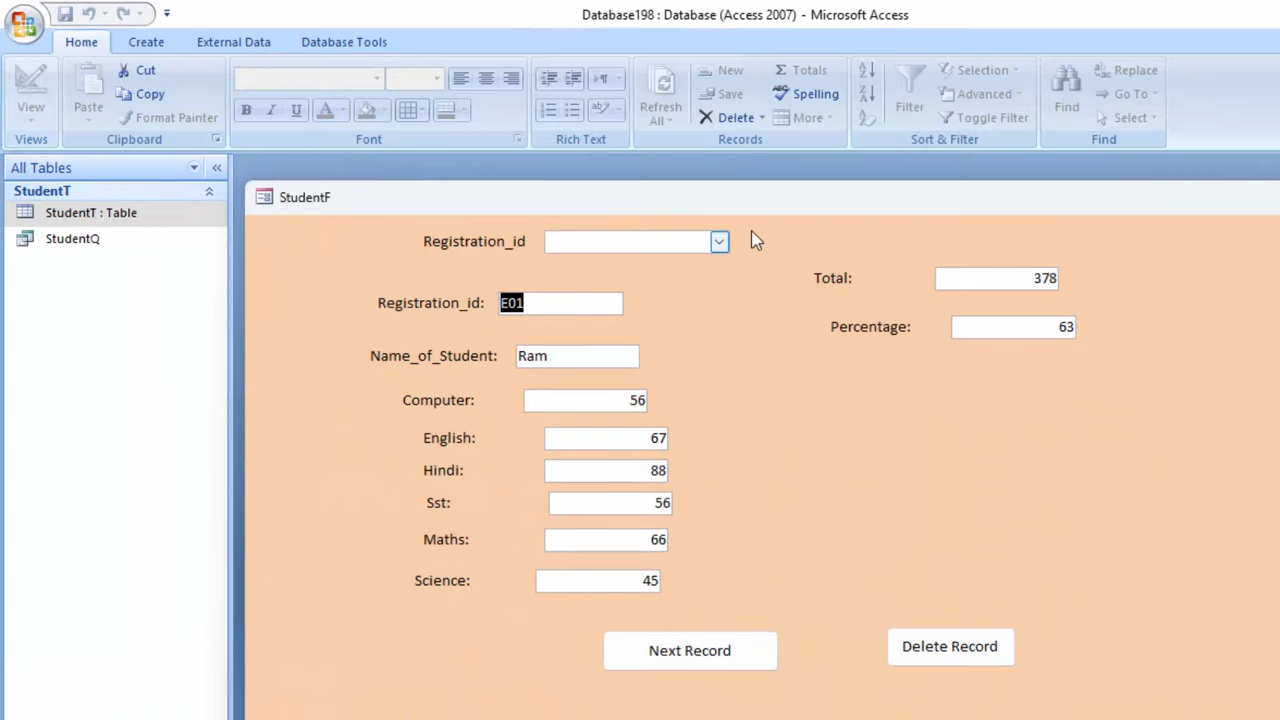 Database198 : Database (Access 2007) - Microsoft Access
Home Create External Data Database Tools
View
Views
Paste
Cut
Copy
Format Painter
Clipboard
B I U A
Font
Rich Text
Refresh All
New
Save
Delete
Totals
Spelling
More
Records
Filter
Selection
Advanced
Toggle Filter
Sort & Filter
Find
Replace
Go To
Select
Find
All Tables
StudentT
StudentT : Table
StudentQ
StudentF
Registration_id
Registration_id: E01
Name_of_Student: Ram
Computer: 56
English: 67
Hindi: 88
Sst: 56
Maths: 66
Science: 45
Total: 378
Percentage: 63
Next Record
Delete Record